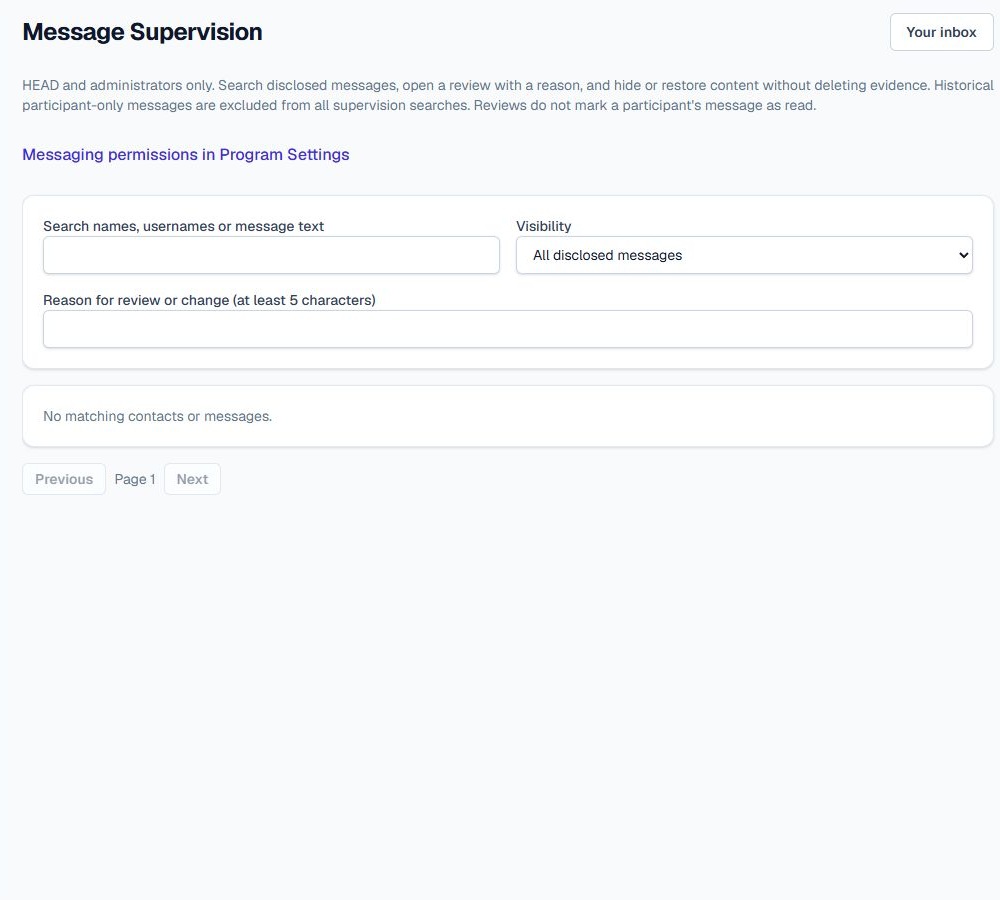 Message Supervision
Your inbox
HEAD and administrators only. Search disclosed messages, open a review with a reason, and hide or restore content without deleting evidence. Historical
participant-only messages are excluded from all supervision searches. Reviews do not mark a participant's message as read.
Messaging permissions in Program Settings
Search names, usernames or message text
Visibility
All disclosed messages
Reason for review or change (at least 5 characters)
No matching contacts or messages.
Previous
Page 1
Next